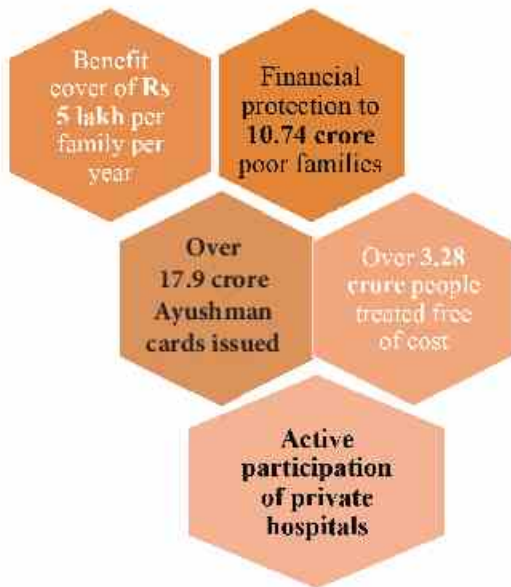 Benefit
cover of Rs
5 lakh per
family per
year
Financial
protection to
10.74 crore
poor families
Over
17.9 crore
Ayushman
cards issued
Over 3.28
crore people
treated free
of cost
Active
participation
of private
hospitals